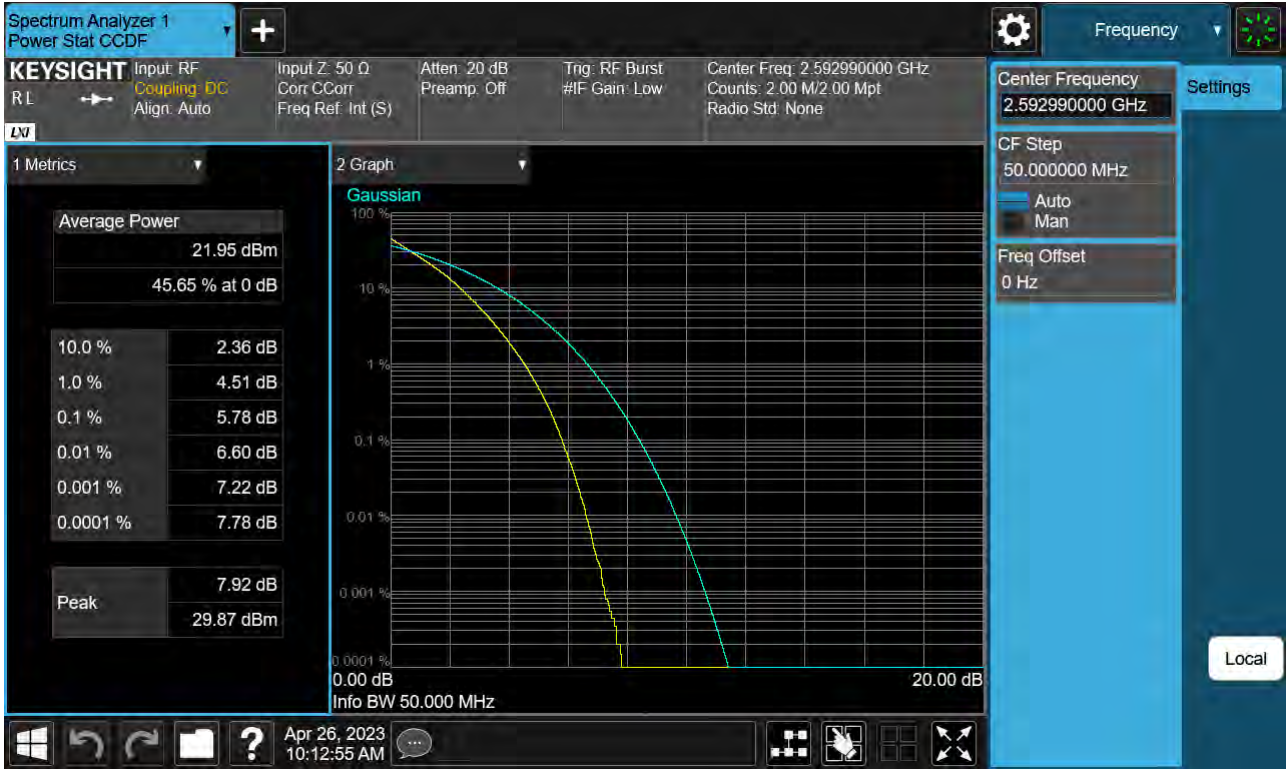 Spectrum Analyzer 1
Power Stat CCDF
+
Frequency
KEYSIGHT
R L
LXI
Input: RF
Coupling: DC
Align: Auto
Input Z: 50 Ω
Corr CCorr
Freq Ref: Int (S)
Atten: 20 dB
Preamp: Off
Trig: RF Burst
#IF Gain: Low
Center Freq: 2.592990000 GHz
Counts: 2.00 M/2.00 Mpt
Radio Std: None
Center Frequency
2.592990000 GHz
CF Step
50.000000 MHz
Auto
Man
Freq Offset
0 Hz
Settings
Local
1 Metrics
Average Power
21.95 dBm
45.65 % at 0 dB
10.0 % 2.36 dB
1.0 % 4.51 dB
0.1 % 5.78 dB
0.01 % 6.60 dB
0.001 % 7.22 dB
0.0001 % 7.78 dB
Peak
7.92 dB
29.87 dBm
2 Graph
Gaussian
100 %
10 %
1 %
0.1 %
0.01 %
0.001 %
0.0001 %
0.00 dB 20.00 dB
Info BW 50.000 MHz
?
Apr 26, 2023
10:12:55 AM